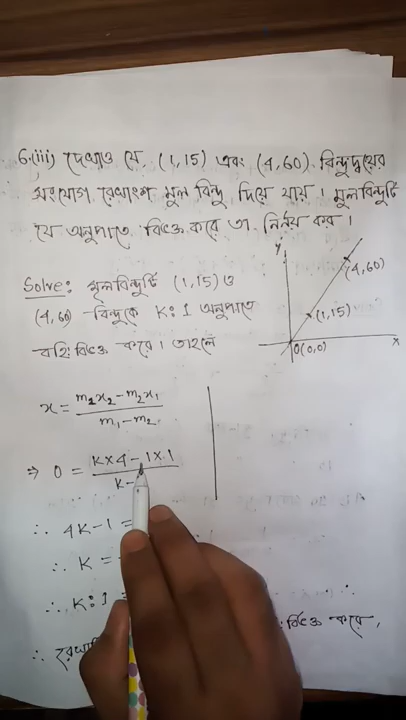 6.(iii) দেখাও যে, (1,15) এবং (4,60) বিন্দুদ্বয়ের
সংযোগ রেখাংশ মূল বিন্দু দিয়ে যায়। মূলবিন্দুটি
যে অনুপাতে বিভক্ত করে তা নির্নয় কর।
Y
(4,60)
(1,15)
O(0,0)
X
Solve: মূলবিন্দুটি (1,15) ও
(4,60) বিন্দুকে K:1 অনুপাতে
বহিঃবিভক্ত করে। তাহলে
x = m₁x₂-m₂x₁ / m₁-m₂
⇒ 0 = K×4-1×1 / K-
∴ 4K-1 =
∴ K =
∴ K:1 =
বিভক্ত করে,
∴